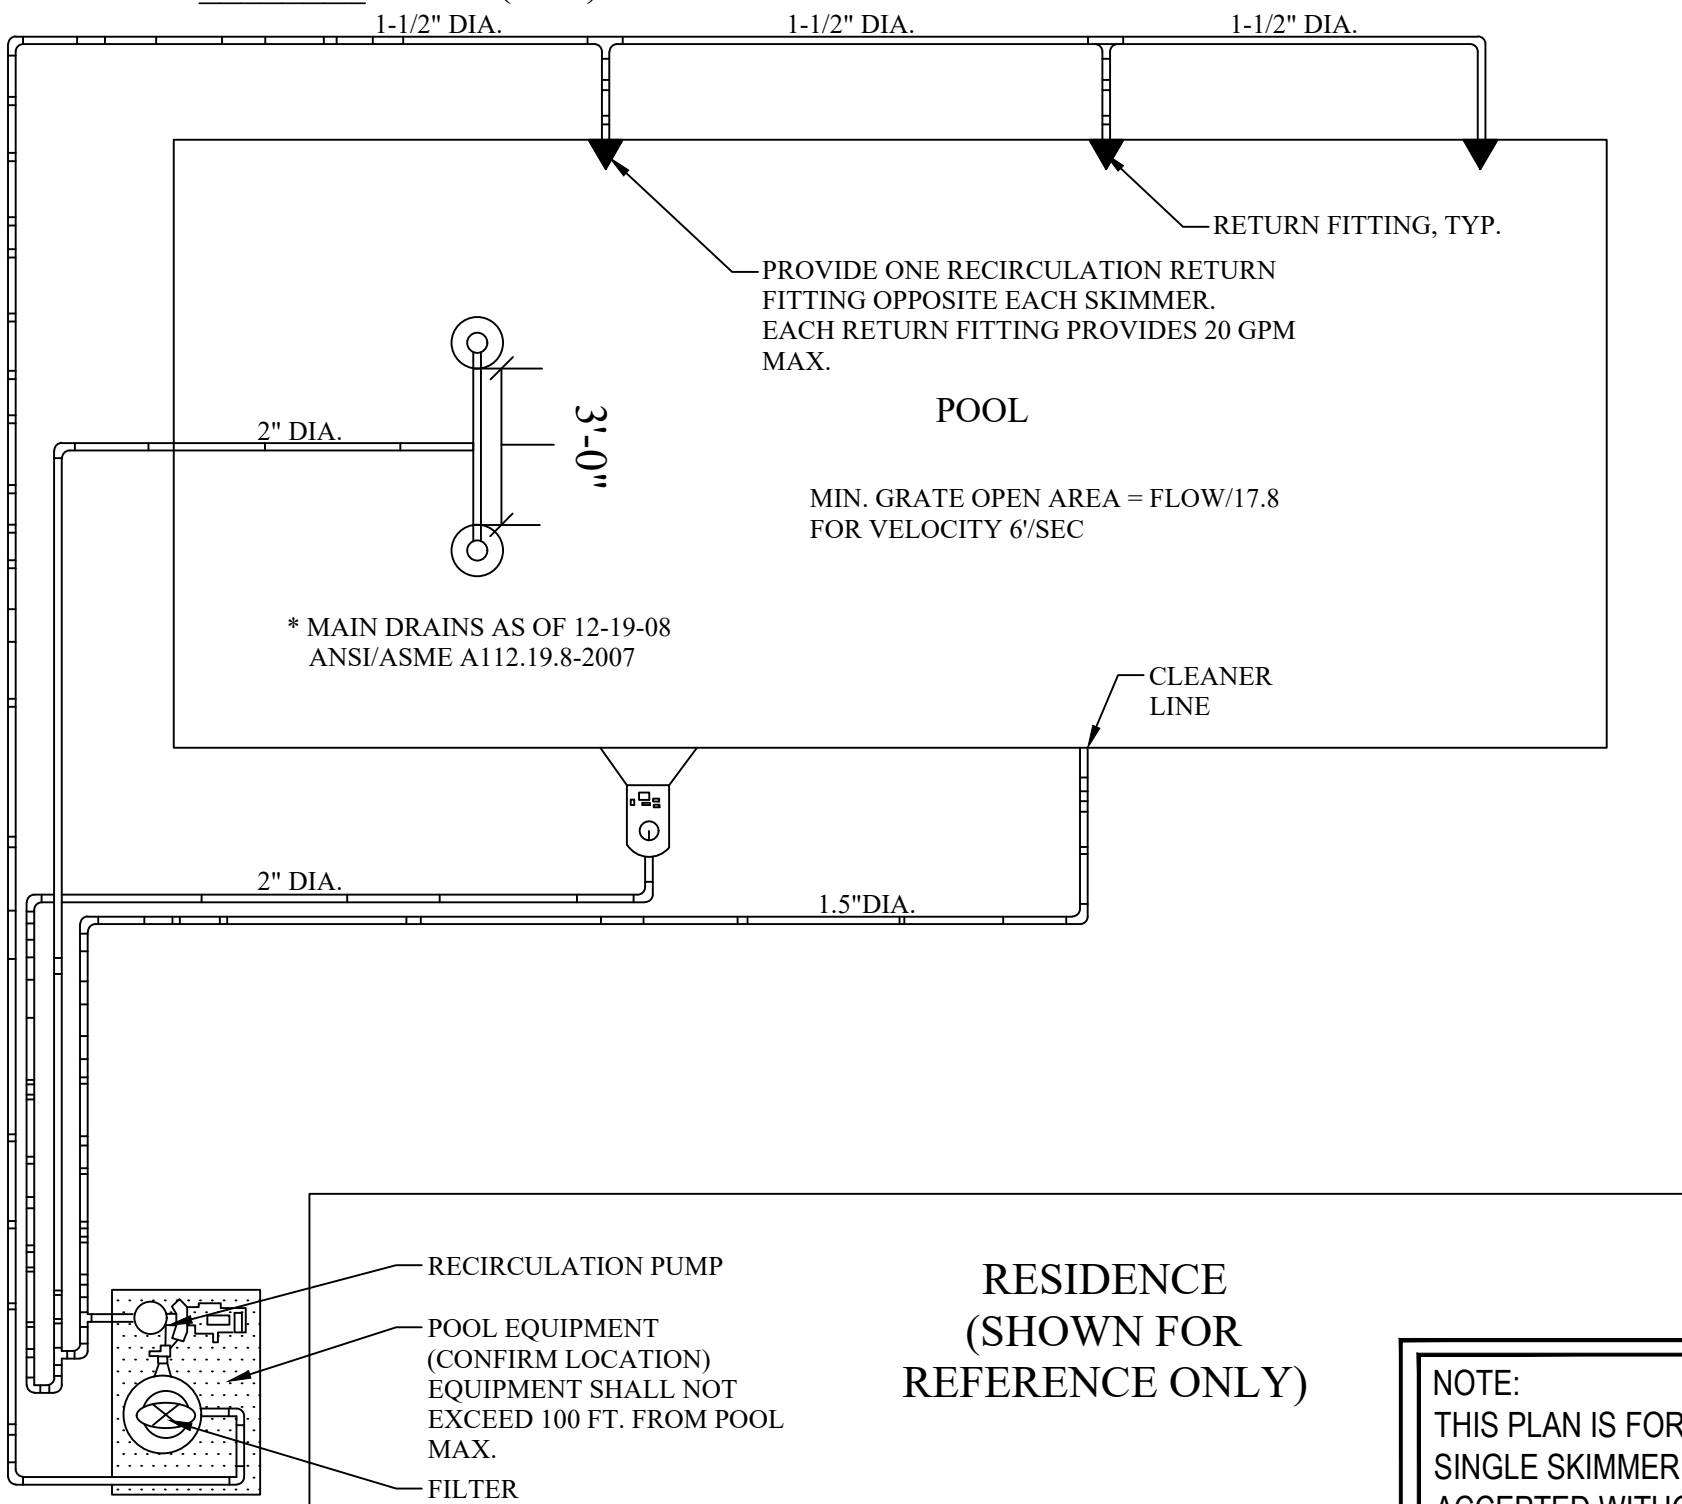 1-1/2" DIA.
1-1/2" DIA.
1-1/2" DIA.
RETURN FITTING, TYP.
PROVIDE ONE RECIRCULATION RETURN
FITTING OPPOSITE EACH SKIMMER.
EACH RETURN FITTING PROVIDES 20 GPM
MAX.
POOL
2" DIA.
3'-0"
MIN. GRATE OPEN AREA = FLOW/17.8
FOR VELOCITY 6'/SEC
* MAIN DRAINS AS OF 12-19-08
ANSI/ASME A112.19.8-2007
CLEANER
LINE
2" DIA.
1.5"DIA.
RECIRCULATION PUMP
POOL EQUIPMENT
(CONFIRM LOCATION)
EQUIPMENT SHALL NOT
EXCEED 100 FT. FROM POOL
MAX.
FILTER
RESIDENCE
(SHOWN FOR
REFERENCE ONLY)
NOTE:
THIS PLAN IS FOR
SINGLE SKIMMER